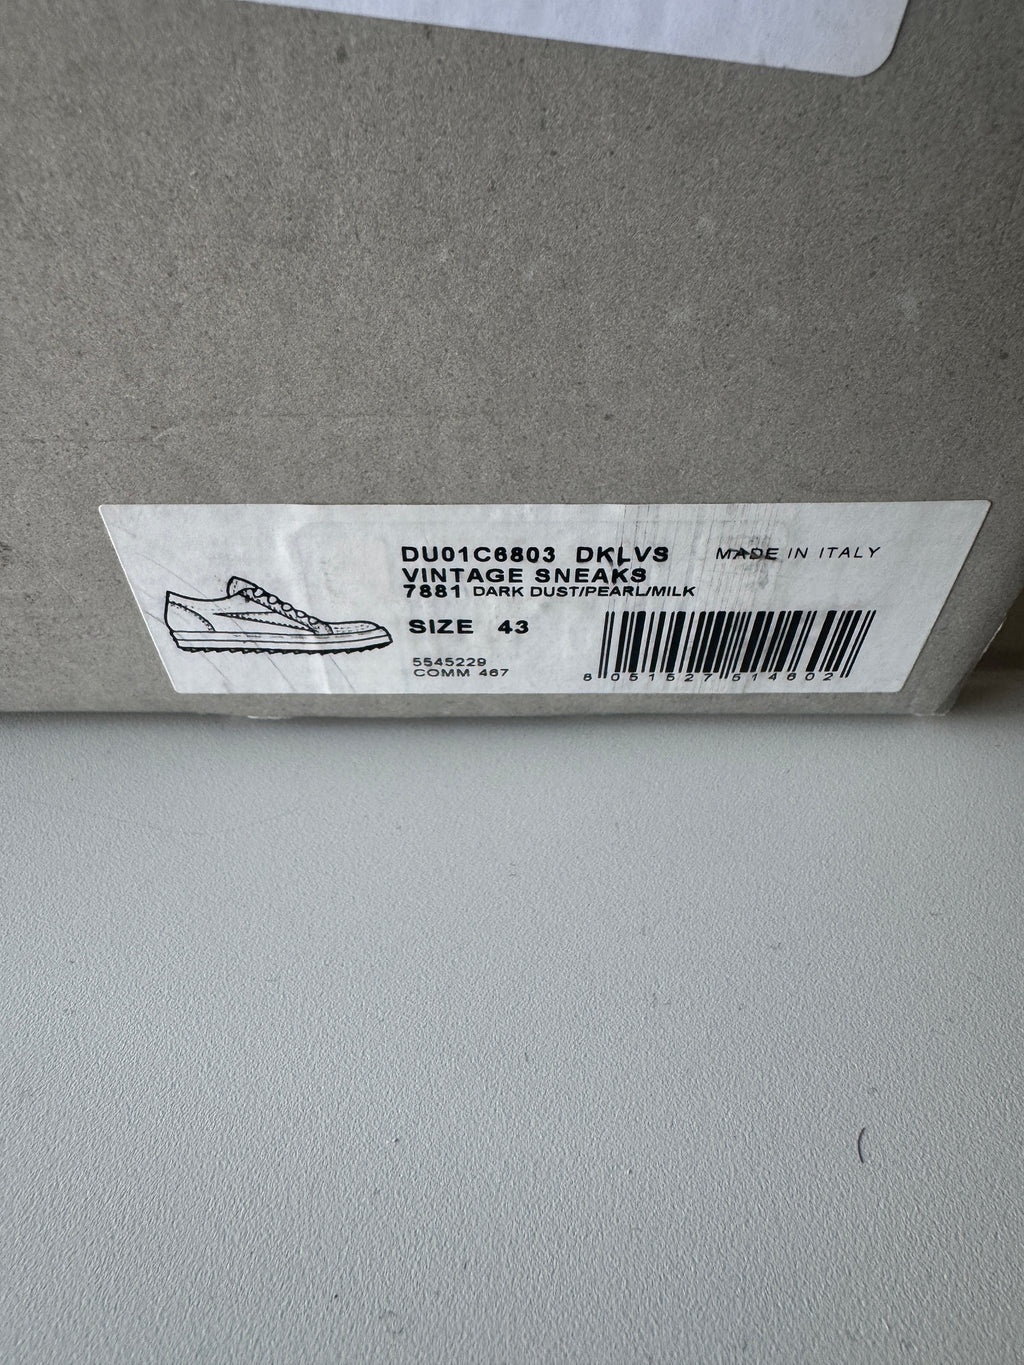 DU01C6803 DKLVS MADE IN ITALY
VINTAGE SNEAKS
7881 DARK DUST/PEARL/MILK
SIZE 43
5545229
COMM 467
8 051527 514602